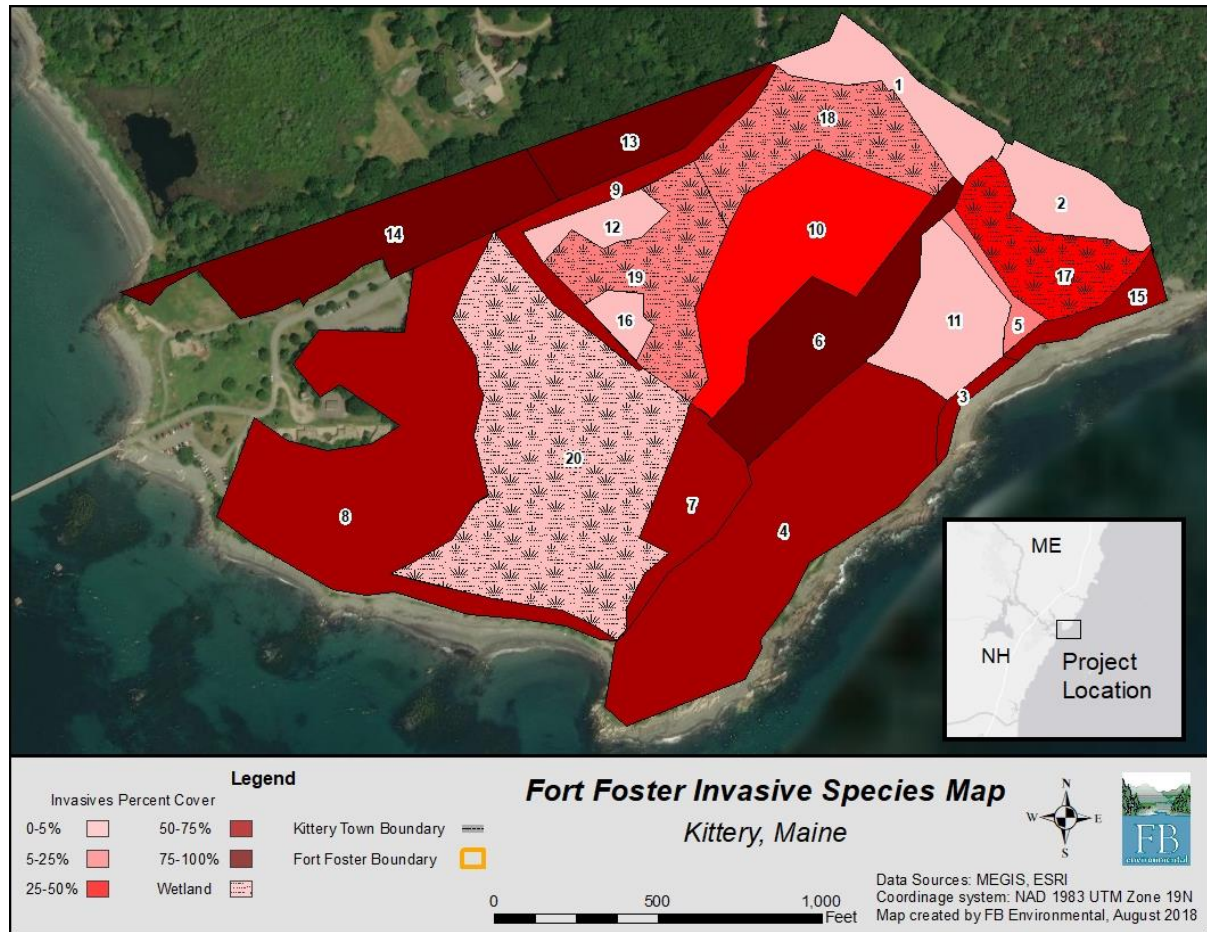 1
18
13
2
9
12
10
14
19
17
15
16
11
5
6
3
20
7
8
4
ME
NH
Project
Location
Legend
Invasives Percent Cover
0-5%
50-75%
Kittery Town Boundary
5-25%
75-100%
Fort Foster Boundary
25-50%
Wetland
0 500 1,000
Feet
Fort Foster Invasive Species Map
Kittery, Maine
N
W E
S
FB
environmental
Data Sources: MEGIS, ESRI
Coordinage system: NAD 1983 UTM Zone 19N
Map created by FB Environmental, August 2018